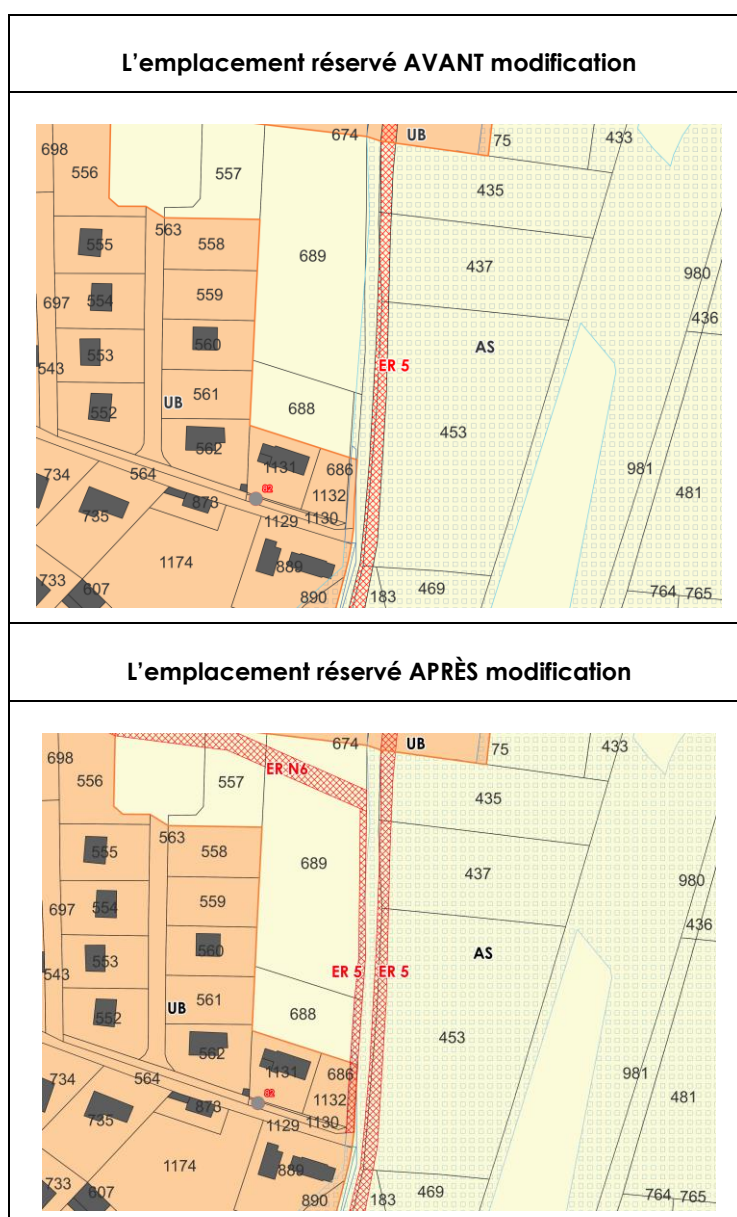 L’emplacement réservé AVANT modification
674 UB 75 433
698 556 557
563 558 689 435
555
559 437 980
697 554 436
560 AS
543 553 ER 5
UB 561
552 688 453
562
734 564 1131 686 981
735 873 1132 481
1129 1130
1174 889
733 607 890 183 469 764 765
L’emplacement réservé APRÈS modification
674 UB 75 433
698 556 557 ER N6
563 558 689 435
555
559 437 980
697 554 436
560 AS
543 553 ER 5 ER 5
UB 561
552 688 453
562
734 564 1131 686 981
735 873 1132 481
1129 1130
1174 889
733 607 890 183 469 764 765